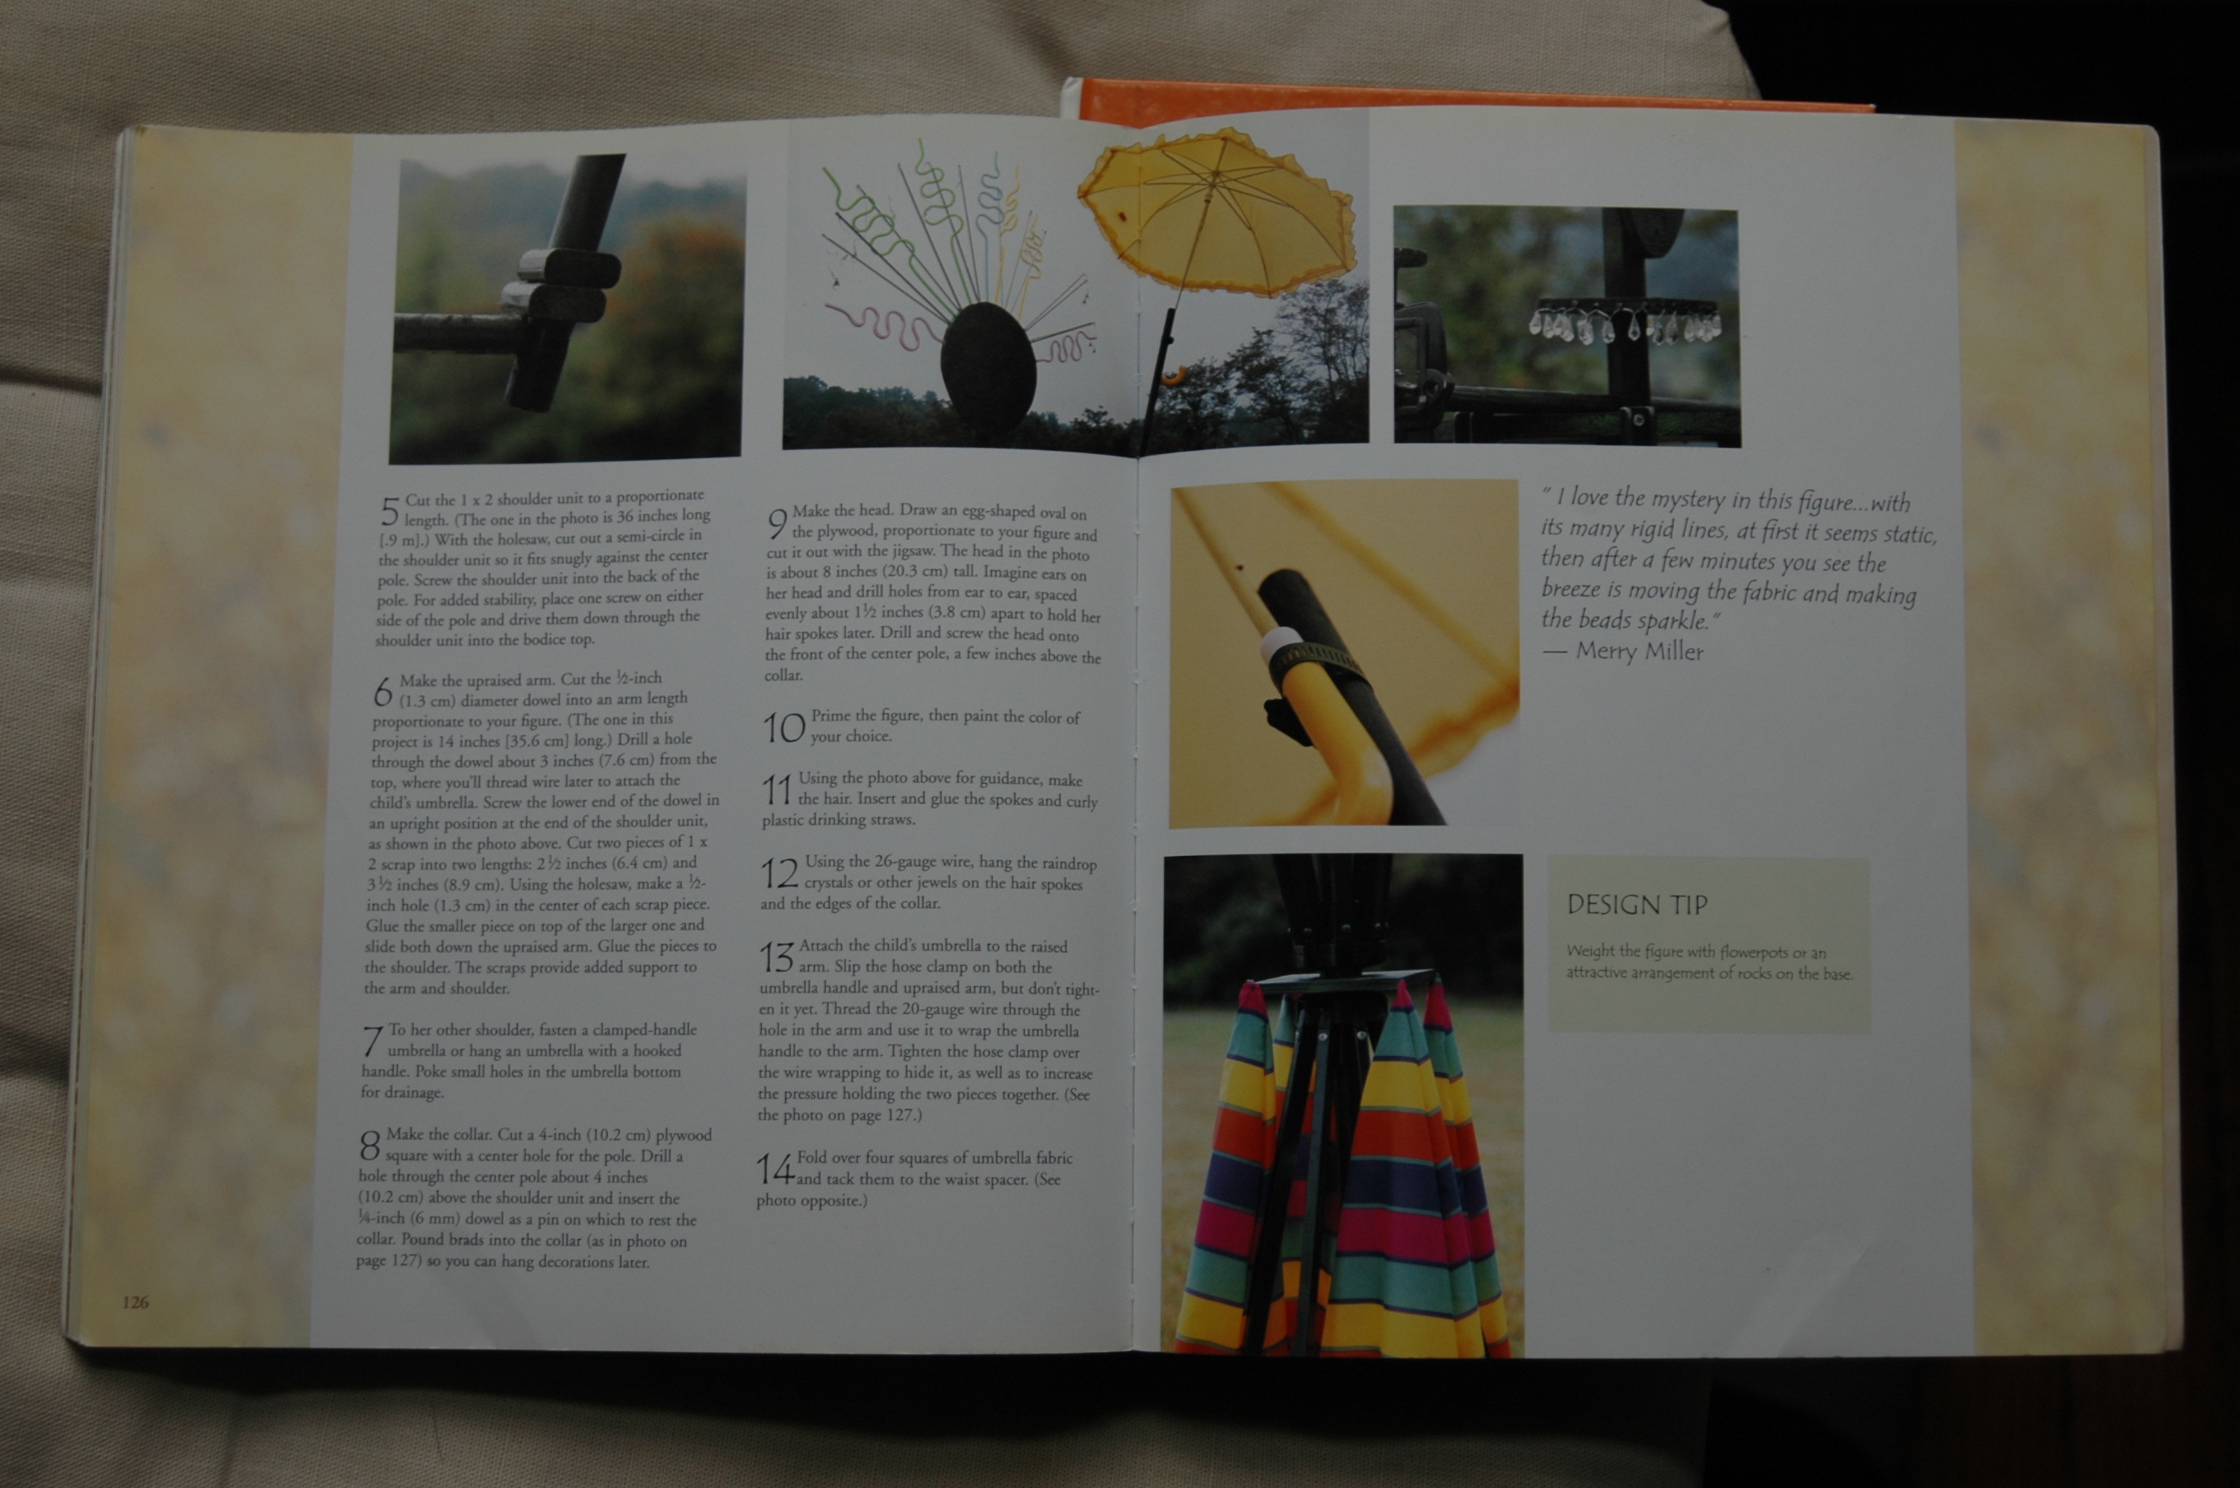 5 Cut the 1 x 2 shoulder unit to a proportionate
length. (The one in the photo is 36 inches long
[.9 m].) With the holesaw, cut out a semi-circle in
the shoulder unit so it fits snugly against the center
pole. Screw the shoulder unit into the back of the
pole. For added stability, place one screw on either
side of the pole and drive them down through the
shoulder unit into the bodice top.
6 Make the upraised arm. Cut the ½-inch
(1.3 cm) diameter dowel into an arm length
proportionate to your figure. (The one in this
project is 14 inches [35.6 cm] long.) Drill a hole
through the dowel about 3 inches (7.6 cm) from the
top, where you'll thread wire later to attach the
child's umbrella. Screw the lower end of the dowel in
an upright position at the end of the shoulder unit,
as shown in the photo above. Cut two pieces of 1 x
2 scrap into two lengths: 2½ inches (6.4 cm) and
3½ inches (8.9 cm). Using the holesaw, make a ½-
inch hole (1.3 cm) in the center of each scrap piece.
Glue the smaller piece on top of the larger one and
slide both down the upraised arm. Glue the pieces to
the shoulder. The scraps provide added support to
the arm and shoulder.
7 To her other shoulder, fasten a clamped-handle
umbrella or hang an umbrella with a hooked
handle. Poke small holes in the umbrella bottom
for drainage.
8 Make the collar. Cut a 4-inch (10.2 cm) plywood
square with a center hole for the pole. Drill a
hole through the center pole about 4 inches
(10.2 cm) above the shoulder unit and insert the
¼-inch (6 mm) dowel as a pin on which to rest the
collar. Pound brads into the collar (as in photo on
page 127) so you can hang decorations later.
126
9 Make the head. Draw an egg-shaped oval on
the plywood, proportionate to your figure and
cut it out with the jigsaw. The head in the photo
is about 8 inches (20.3 cm) tall. Imagine ears on
her head and drill holes from ear to ear, spaced
evenly about 1½ inches (3.8 cm) apart to hold her
hair spokes later. Drill and screw the head onto
the front of the center pole, a few inches above the
collar.
10 Prime the figure, then paint the color of
your choice.
11 Using the photo above for guidance, make
the hair. Insert and glue the spokes and curly
plastic drinking straws.
12 Using the 26-gauge wire, hang the raindrop
crystals or other jewels on the hair spokes
and the edges of the collar.
13 Attach the child's umbrella to the raised
arm. Slip the hose clamp on both the
umbrella handle and upraised arm, but don't tight-
en it yet. Thread the 20-gauge wire through the
hole in the arm and use it to wrap the umbrella
handle to the arm. Tighten the hose clamp over
the wire wrapping to hide it, as well as to increase
the pressure holding the two pieces together. (See
the photo on page 127.)
14 Fold over four squares of umbrella fabric
and tack them to the waist spacer. (See
photo opposite.)
" I love the mystery in this figure...with
its many rigid lines, at first it seems static,
then after a few minutes you see the
breeze is moving the fabric and making
the beads sparkle."
— Merry Miller
DESIGN TIP
Weight the figure with flowerpots or an
attractive arrangement of rocks on the base.